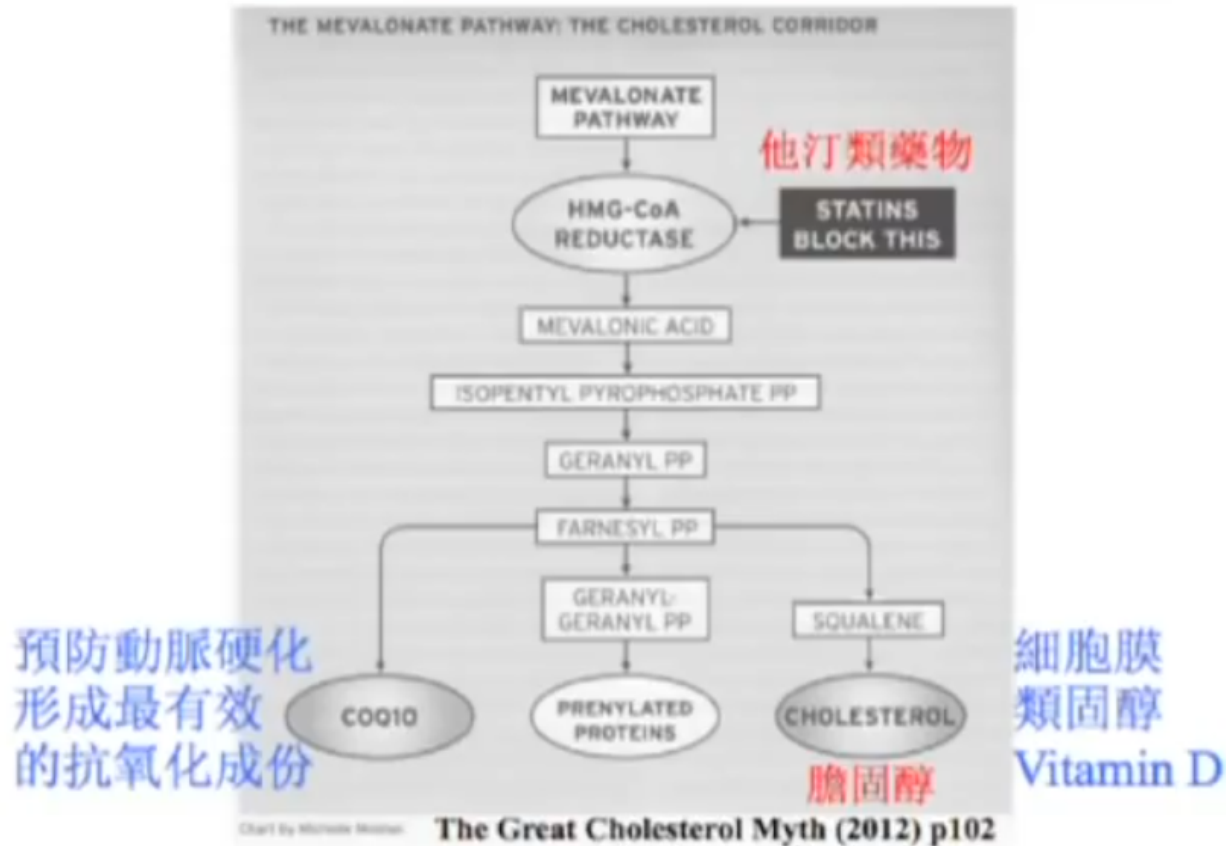 THE MEVALONATE PATHWAY: THE CHOLESTEROL CORRIDOR
MEVALONATE
PATHWAY
他汀類藥物
HMG-CoA
REDUCTASE
STATINS
BLOCK THIS
MEVALONIC ACID
ISOPENTYL PYROPHOSPHATE PP
GERANYL PP
FARNESYL PP
GERANYL-
GERANYL PP
SQUALENE
預防動脈硬化
形成最有效
的抗氧化成份
COQ10
PRENYLATED
PROTEINS
CHOLESTEROL
膽固醇
細胞膜
類固醇
Vitamin D
Chart by Michelle
The Great Cholesterol Myth (2012) p102